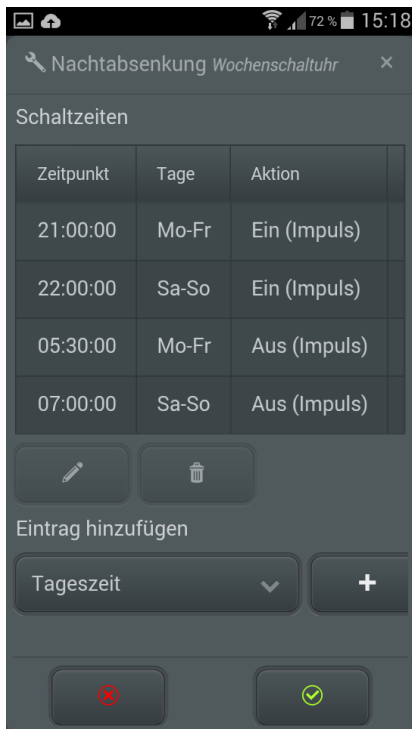 72 % 15:18
Nachtabsenkung Wochenschaltuhr ×
Schaltzeiten
Zeitpunkt Tage Aktion
21:00:00 Mo-Fr Ein (Impuls)
22:00:00 Sa-So Ein (Impuls)
05:30:00 Mo-Fr Aus (Impuls)
07:00:00 Sa-So Aus (Impuls)
Eintrag hinzufügen
Tageszeit +